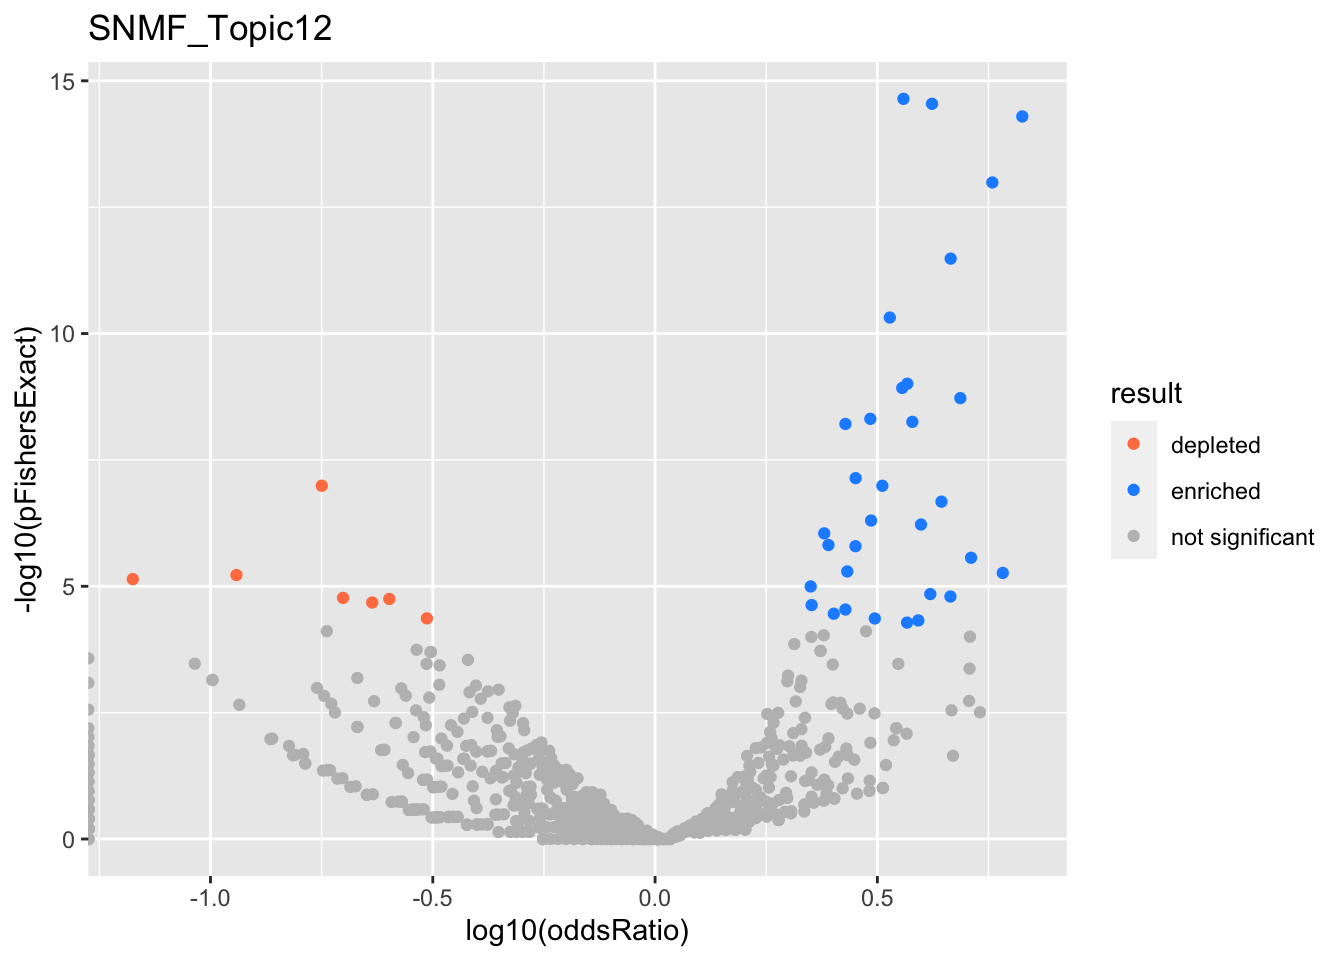 SNMF_Topic12
15
10
5
0
-log10(pFishersExact)
-1.0
-0.5
0.0
0.5
log10(oddsRatio)
result
depleted
enriched
not significant